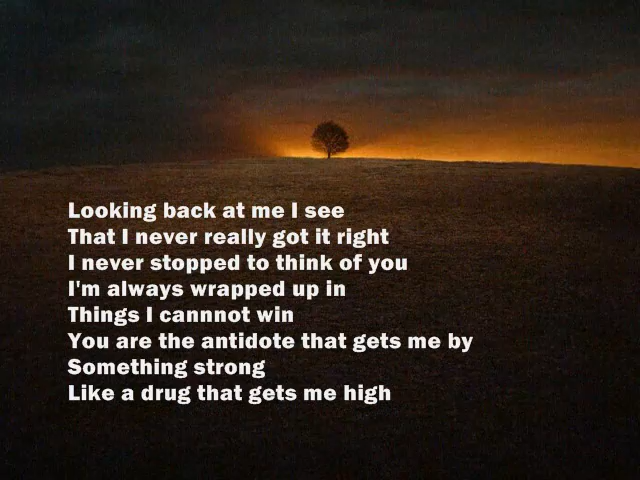 Looking back at me I see
That I never really got it right
I never stopped to think of you
I'm always wrapped up in
Things I cannnot win
You are the antidote that gets me by
Something strong
Like a drug that gets me high